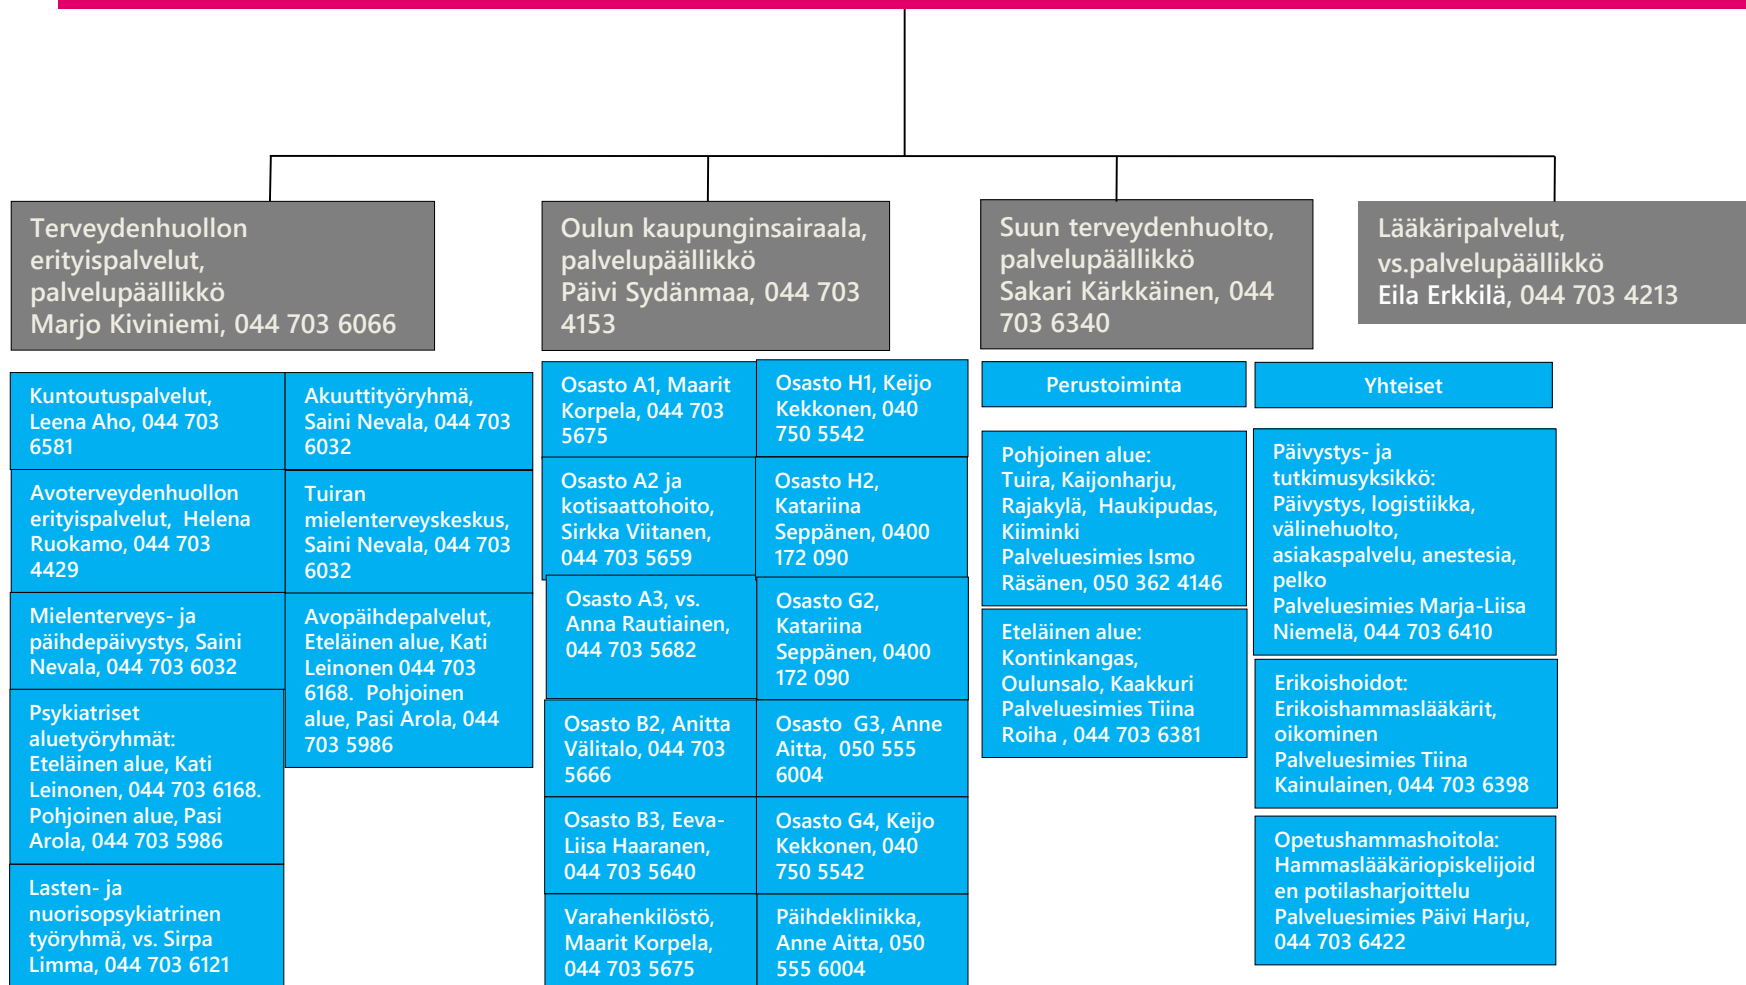 Terveydenhuollon
erityispalvelut,
palvelupäällikkö
Marjo Kiviniemi, 044 703 6066
Oulun kaupunginsairaala,
palvelupäällikkö
Päivi Sydänmaa, 044 703
4153
Suun terveydenhuolto,
palvelupäällikkö
Sakari Kärkkäinen, 044
703 6340
Lääkäripalvelut,
vs.palvelupäällikkö
Eila Erkkilä, 044 703 4213
Kuntoutuspalvelut,
Leena Aho, 044 703
6581
Avoterveydenhuollon
erityispalvelut, Helena
Ruokamo, 044 703
4429
Mielenterveys- ja
päihdepäivystys, Saini
Nevala, 044 703 6032
Psykiatriset
aluetyöryhmät:
Eteläinen alue, Kati
Leinonen, 044 703 6168.
Pohjoinen alue, Pasi
Arola, 044 703 5986
Lasten- ja
nuorisopsykiatrinen
työryhmä, vs. Sirpa
Limma, 044 703 6121
Akuuttityöryhmä,
Saini Nevala, 044 703
6032
Tuiran
mielenterveyskeskus,
Saini Nevala, 044 703
6032
Avopäihdepalvelut,
Eteläinen alue, Kati
Leinonen 044 703
6168. Pohjoinen
alue, Pasi Arola, 044
703 5986
Osasto A1, Maarit
Korpela, 044 703
5675
Osasto A2 ja
kotisaattohoito,
Sirkka Viitanen,
044 703 5659
Osasto A3, vs.
Anna Rautiainen,
044 703 5682
Osasto B2, Anitta
Välitalo, 044 703
5666
Osasto B3, Eeva-
Liisa Haaranen,
044 703 5640
Varahenkilöstö,
Maarit Korpela,
044 703 5675
Osasto H1, Keijo
Kekkonen, 040
750 5542
Osasto H2,
Katariina
Seppänen, 0400
172 090
Osasto G2,
Katariina
Seppänen, 0400
172 090
Osasto G3, Anne
Aitta, 050 555
6004
Osasto G4, Keijo
Kekkonen, 040
750 5542
Päihdeklinikka,
Anne Aitta, 050
555 6004
Perustoiminta
Pohjoinen alue:
Tuira, Kaijonharju,
Rajakylä, Haukipudas,
Kiiminki
Palveluesimies Ismo
Räsänen, 050 362 4146
Eteläinen alue:
Kontinkangas,
Oulunsalo, Kaakkuri
Palveluesimies Tiina
Roiha , 044 703 6381
Yhteiset
Päivystys- ja
tutkimusyksikkö:
Päivystys, logistiikka,
välinehuolto,
asiakaspalvelu, anestesia,
pelko
Palveluesimies Marja-Liisa
Niemelä, 044 703 6410
Erikoishoidot:
Erikoishammaslääkärit,
oikominen
Palveluesimies Tiina
Kainulainen, 044 703 6398
Opetushammashoitola:
Hammaslääkäriopiskelijoid
en potilasharjoittelu
Palveluesimies Päivi Harju,
044 703 6422